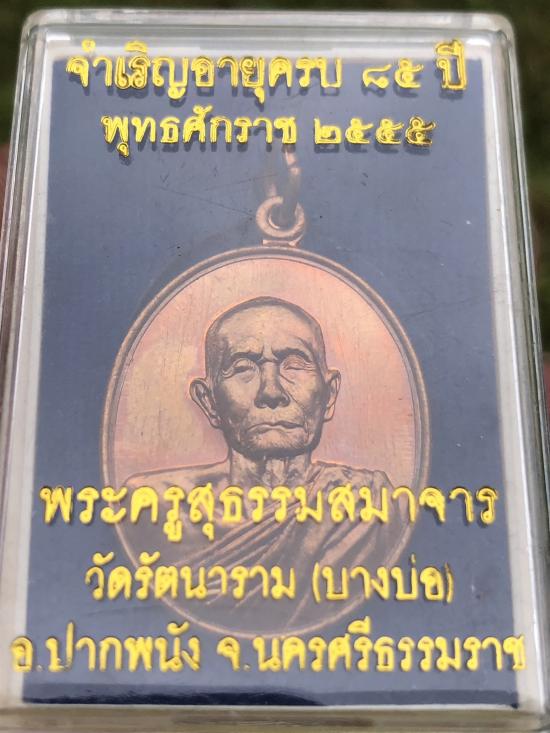 จำเริญอายุครบ ๘๕ ปี
พุทธศักราช ๒๕๕๕
พระครูสุธรรมสมาจาร
วัดรัตนาราม (บางบ่อ)
อ.ปากพนัง จ.นครศรีธรรมราช